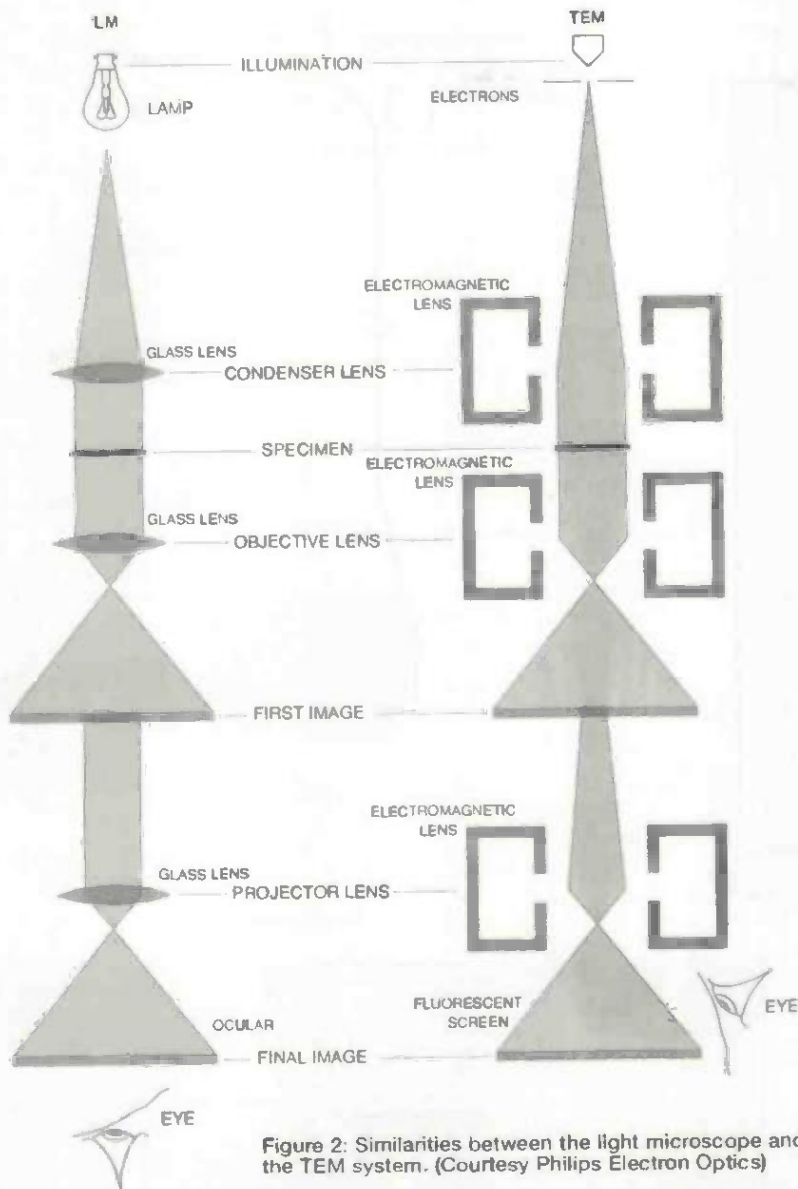 LM
TEM
ILLUMINATION
LAMP
ELECTRONS
ELECTROMAGNETIC
LENS
GLASS LENS
CONDENSER LENS
SPECIMEN
ELECTROMAGNETIC
LENS
GLASS LENS
OBJECTIVE LENS
FIRST IMAGE
ELECTROMAGNETIC
LENS
GLASS LENS
PROJECTOR LENS
OCULAR
FLUORESCENT
SCREEN
EYE
FINAL IMAGE
EYE
Figure 2: Similarities between the light microscope and
the TEM system. (Courtesy Philips Electron Optics)